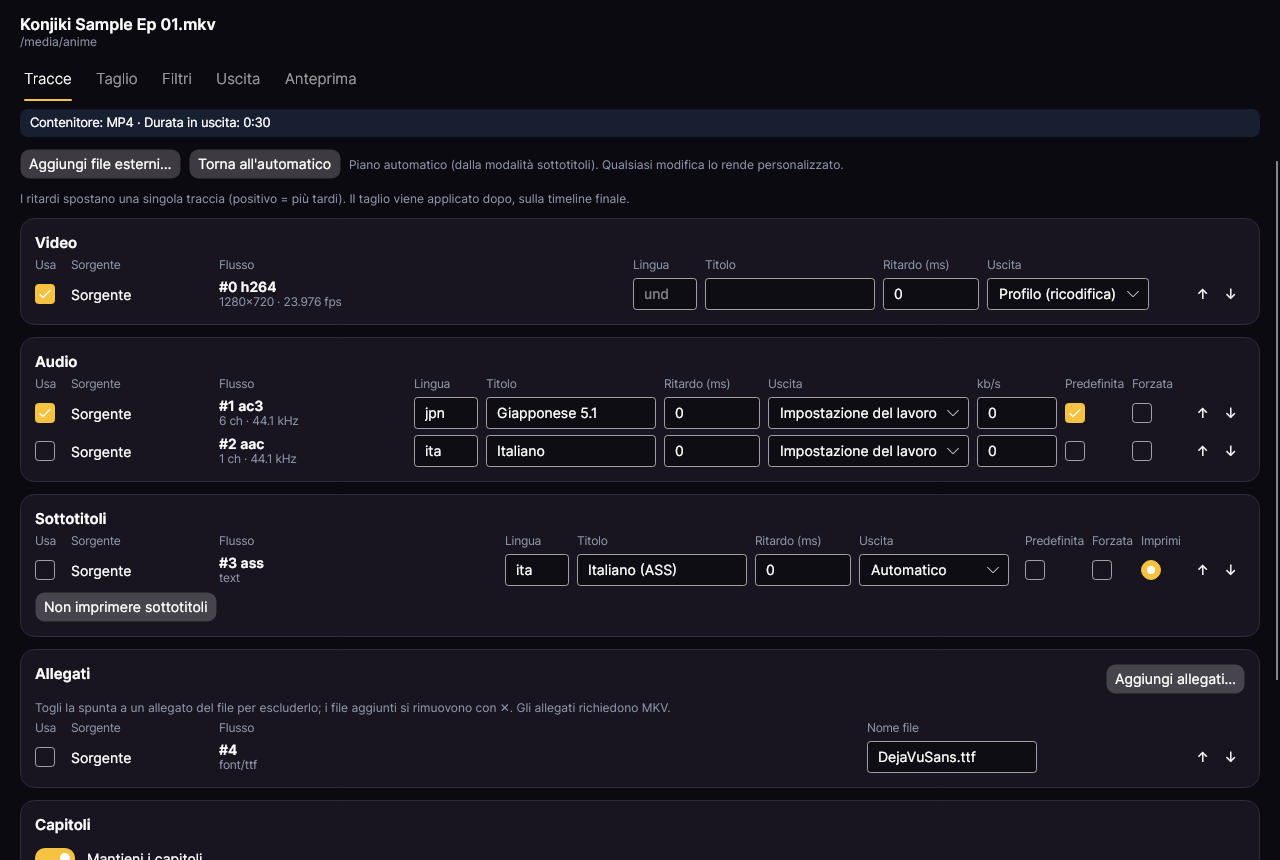 Konjiki Sample Ep 01.mkv
/media/anime
Tracce Taglio Filtri Uscita Anteprima
Contenitore: MP4 · Durata in uscita: 0:30
Aggiungi file esterni... Torna all'automatico Piano automatico (dalla modalità sottotitoli). Qualsiasi modifica lo rende personalizzato.
I ritardi spostano una singola traccia (positivo = più tardi). Il taglio viene applicato dopo, sulla timeline finale.
Video
Usa Sorgente Flusso Lingua Titolo Ritardo (ms) Uscita
Sorgente #0 h264 und 0 Profilo (ricodifica) ↑ ↓
1280×720 · 23.976 fps
Audio
Usa Sorgente Flusso Lingua Titolo Ritardo (ms) Uscita kb/s Predefinita Forzata
Sorgente #1 ac3 jpn Giapponese 5.1 0 Impostazione del lavoro 0 ↑ ↓
6 ch · 44.1 kHz
Sorgente #2 aac ita Italiano 0 Impostazione del lavoro 0 ↑ ↓
1 ch · 44.1 kHz
Sottotitoli
Usa Sorgente Flusso Lingua Titolo Ritardo (ms) Uscita Predefinita Forzata Imprimi
Sorgente #3 ass ita Italiano (ASS) 0 Automatico ↑ ↓
text
Non imprimere sottotitoli
Allegati
Aggiungi allegati...
Togli la spunta a un allegato del file per escluderlo; i file aggiunti si rimuovono con ✕. Gli allegati richiedono MKV.
Usa Sorgente Flusso Nome file
Sorgente #4 DejaVuSans.ttf ↑ ↓
font/ttf
Capitoli
Mantieni i capitoli